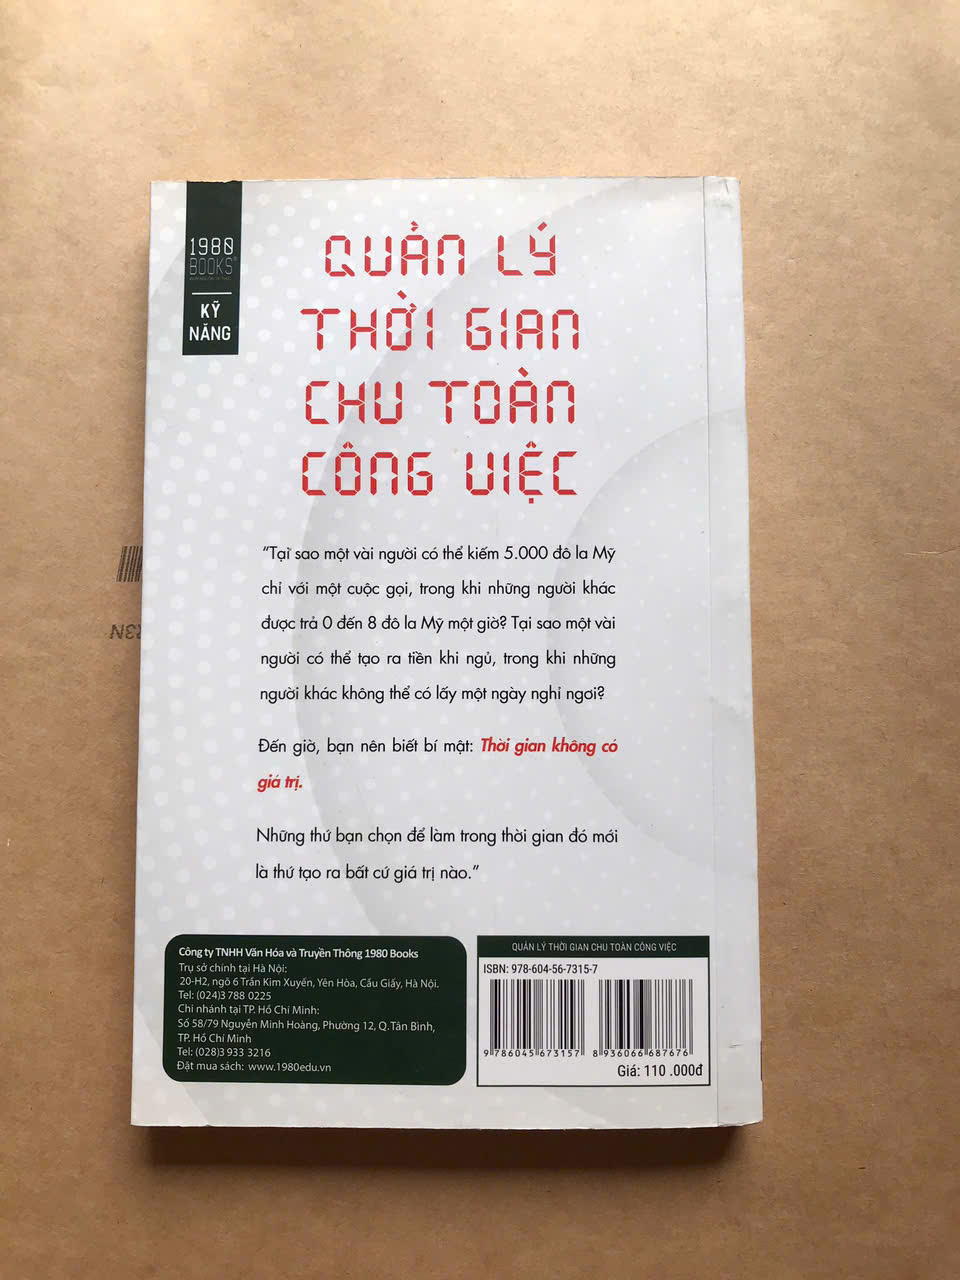 1980
BOOKS
KỸ
NĂNG
QUẢN LÝ
THỜI GIAN
CHU TOÀN
CÔNG VIỆC
"Tại sao một vài người có thể kiếm 5.000 đô la Mỹ
chỉ với một cuộc gọi, trong khi những người khác
được trả 0 đến 8 đô la Mỹ một giờ? Tại sao một vài
người có thể tạo ra tiền khi ngủ, trong khi những
người khác không thể có lấy một ngày nghỉ ngơi?
Đến giờ, bạn nên biết bí mật: Thời gian không có
giá trị.
Những thứ bạn chọn để làm trong thời gian đó mới
là thứ tạo ra bất cứ giá trị nào."
Công ty TNHH Văn Hóa và Truyền Thông 1980 Books
Trụ sở chính tại Hà Nội:
20-H2, ngõ 6 Trần Kim Xuyến, Yên Hòa, Cầu Giấy, Hà Nội.
Tel: (024)3 788 0225
Chi nhánh tại TP. Hồ Chí Minh:
Số 58/79 Nguyễn Minh Hoàng, Phường 12, Q.Tân Bình,
TP. Hồ Chí Minh
Tel: (028)3 933 3216
Đặt mua sách: www.1980edu.vn
QUẢN LÝ THỜI GIAN CHU TOÀN CÔNG VIỆC
ISBN: 978-604-56-7315-7
9 786045 673157 8 936066 687676
Giá: 110 .000đ